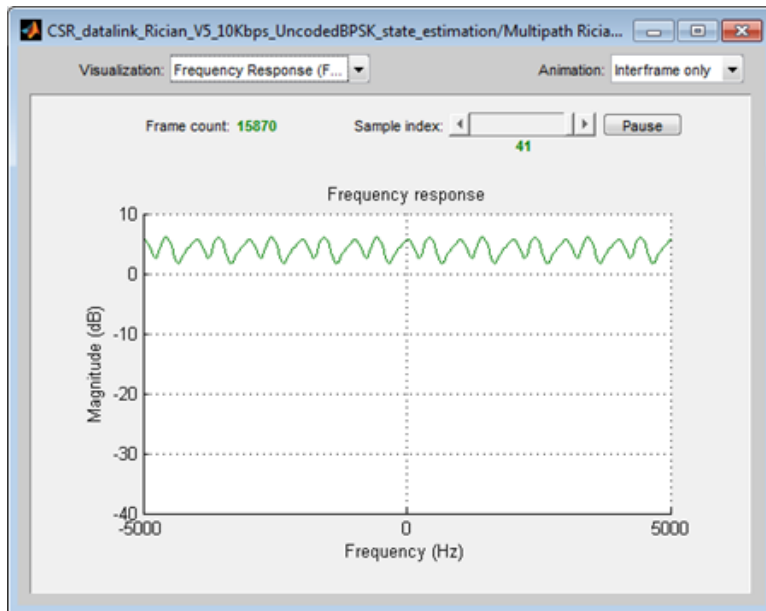 CSR_datalink_Rician_V5_10Kbps_UncodedBPSK_state_estimation/Multipath Ricia...
Visualization: Frequency Response (F... Animation: Interframe only
Frame count: 15870 Sample index: Pause
41
Frequency response
10
0
-10
Magnitude (dB)
-20
-30
-40
-5000 0 5000
Frequency (Hz)